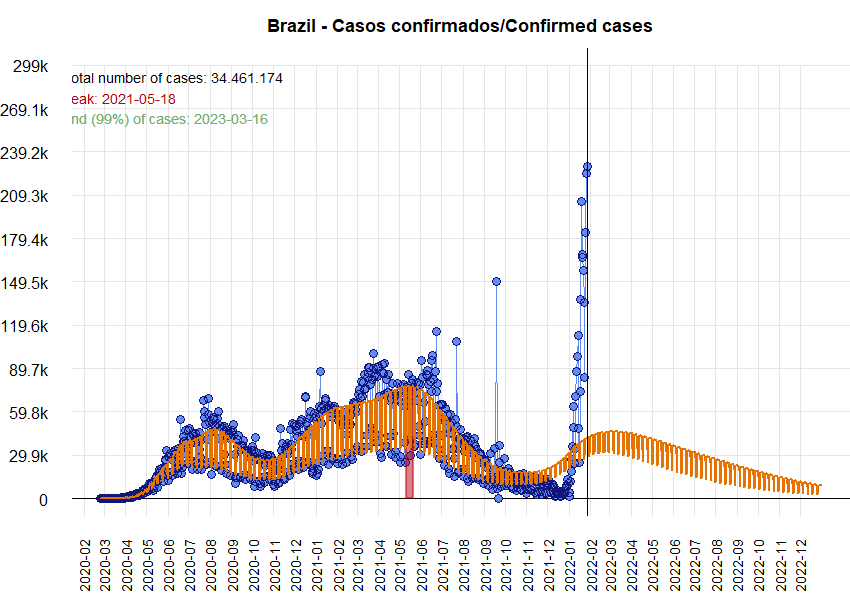 Brazil - Casos confirmados/Confirmed cases
299k
269.1k
239.2k
209.3k
179.4k
149.5k
119.6k
89.7k
59.8k
29.9k
0
otal number of cases: 34.461.174
eak: 2021-05-18
nd (99%) of cases: 2023-03-16
2020-02
2020-03
2020-04
2020-05
2020-06
2020-07
2020-08
2020-09
2020-10
2020-11
2020-12
2021-01
2021-02
2021-03
2021-04
2021-05
2021-06
2021-07
2021-08
2021-09
2021-10
2021-11
2021-12
2022-01
2022-02
2022-03
2022-04
2022-05
2022-06
2022-07
2022-08
2022-09
2022-10
2022-11
2022-12